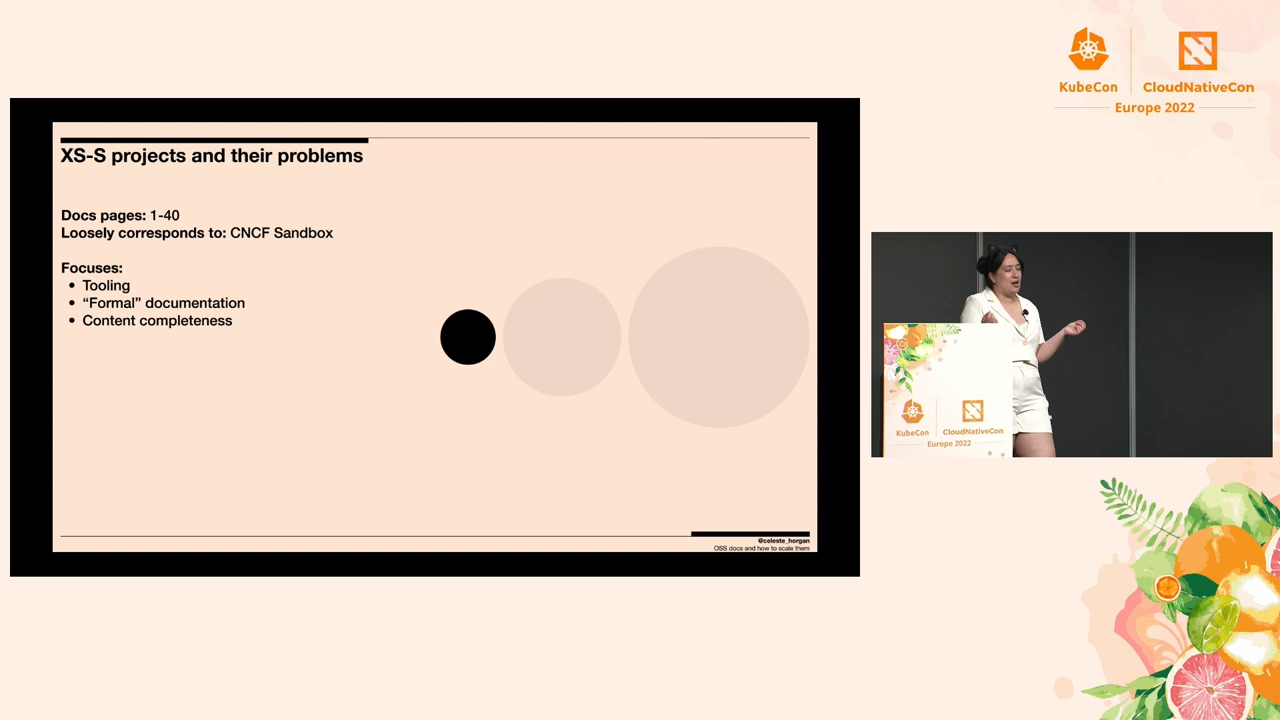 KubeCon
CloudNativeCon
Europe 2022
XS-S projects and their problems
Docs pages: 1-40
Loosely corresponds to: CNCF Sandbox
Focuses:
• Tooling
• “Formal” documentation
• Content completeness
@celeste_horgan
OSS docs and how to scale them
KubeCon
CloudNativeCon
Europe 2022